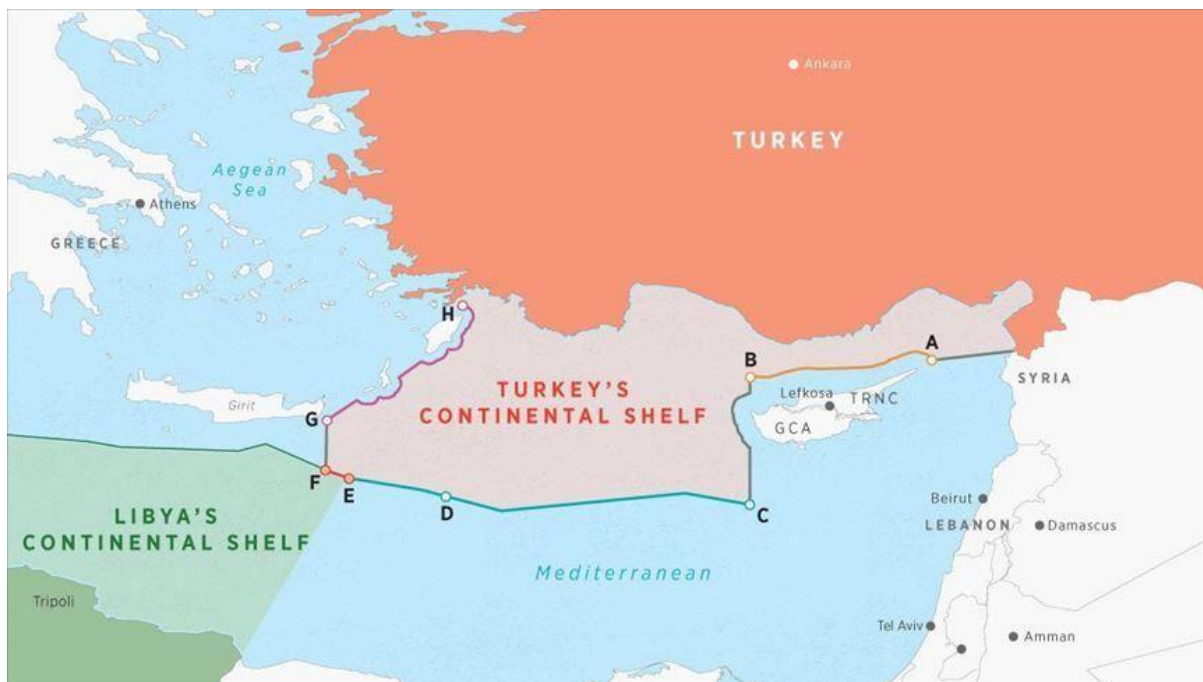 Ankara
TURKEY
Aegean
Sea
Athens
GREECE
H
A
B
TURKEY'S
CONTINENTAL SHELF
SYRIA
Lefkosa
TRNC
Girit
G
GCA
F
E
D
C
Beirut
LEBANON
Damascus
LIBYA'S
CONTINENTAL SHELF
Mediterranean
Tripoli
Tel Aviv
Amman